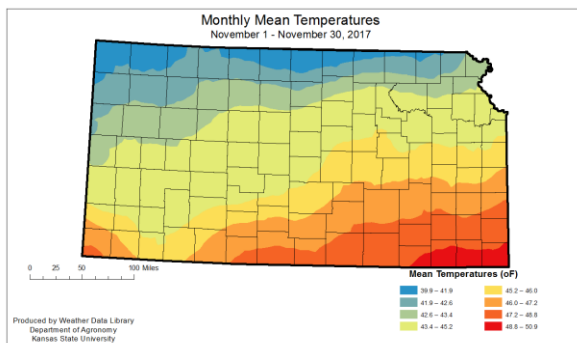 Monthly Mean Temperatures
November 1 - November 30, 2017
0 25 50 100 Miles
Mean Temperatures (oF)
39.9 – 41.9
41.9 – 42.6
42.6 – 43.4
43.4 – 45.2
45.2 – 46.0
46.0 – 47.2
47.2 – 48.8
48.8 – 50.9
Produced by Weather Data Library
Department of Agronomy
Kansas State University